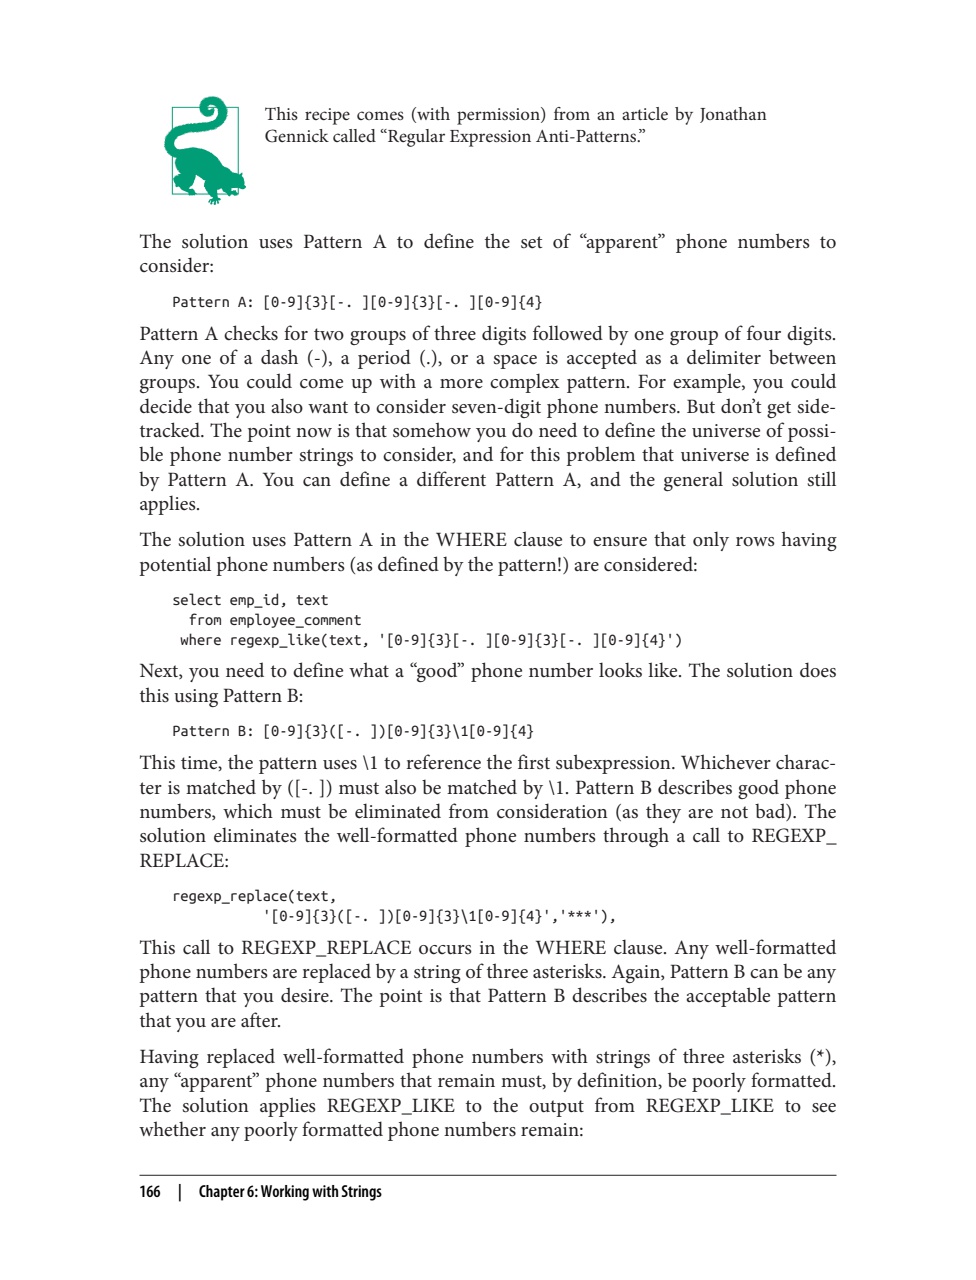 This recipe comes (with permission) from an article by Jonathan
Gennick called “Regular Expression Anti-Patterns.”
The solution uses Pattern A to define the set of “apparent” phone numbers to
consider:
Pattern A: [0-9]{3}[-. ][0-9]{3}[-. ][0-9]{4}
Pattern A checks for two groups of three digits followed by one group of four digits.
Any one of a dash (-), a period (.), or a space is accepted as a delimiter between
groups. You could come up with a more complex pattern. For example, you could
decide that you also want to consider seven-digit phone numbers. But don’t get side-
tracked. The point now is that somehow you do need to define the universe of possi-
ble phone number strings to consider, and for this problem that universe is defined
by Pattern A. You can define a different Pattern A, and the general solution still
applies.
The solution uses Pattern A in the WHERE clause to ensure that only rows having
potential phone numbers (as defined by the pattern!) are considered:
select emp_id, text
from employee_comment
where regexp_like(text, '[0-9]{3}[-. ][0-9]{3}[-. ][0-9]{4}')
Next, you need to define what a “good” phone number looks like. The solution does
this using Pattern B:
Pattern B: [0-9]{3}([-. ])[0-9]{3}\1[0-9]{4}
This time, the pattern uses \1 to reference the first subexpression. Whichever charac-
ter is matched by ([-. ]) must also be matched by \1. Pattern B describes good phone
numbers, which must be eliminated from consideration (as they are not bad). The
solution eliminates the well-formatted phone numbers through a call to REGEXP_
REPLACE:
regexp_replace(text,
'[0-9]{3}([-. ])[0-9]{3}\1[0-9]{4}','***'),
This call to REGEXP_REPLACE occurs in the WHERE clause. Any well-formatted
phone numbers are replaced by a string of three asterisks. Again, Pattern B can be any
pattern that you desire. The point is that Pattern B describes the acceptable pattern
that you are after.
Having replaced well-formatted phone numbers with strings of three asterisks (*),
any “apparent” phone numbers that remain must, by definition, be poorly formatted.
The solution applies REGEXP_LIKE to the output from REGEXP_LIKE to see
whether any poorly formatted phone numbers remain:
166 | Chapter 6: Working with Strings